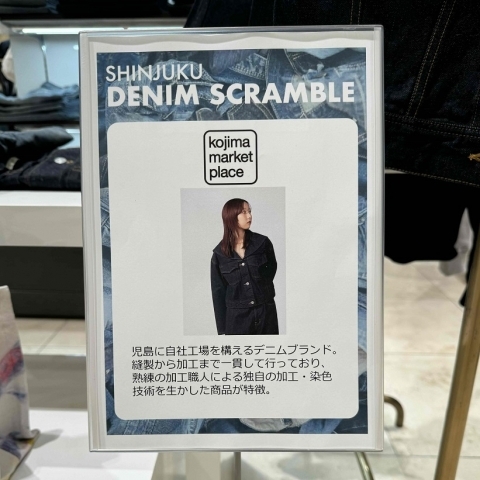 SHINJUKU
DENIM SCRAMBLE
kojima
market
place
児島に自社工場を構えるデニムブランド。
縫製から加工まで一貫して行っており、
熟練の加工職人による独自の加工・染色
技術を生かした商品が特徴。